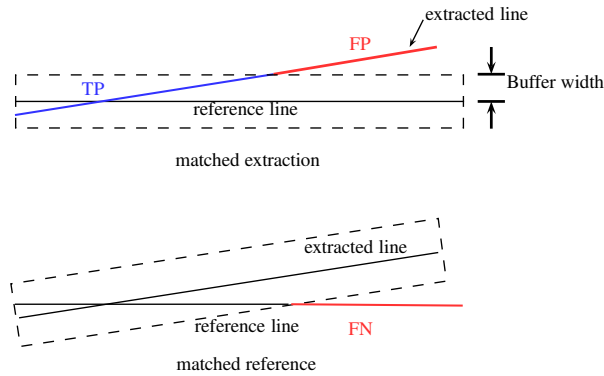 extracted line
FP
Buffer width
TP
reference line
matched extraction
extracted line
reference line
FN
matched reference